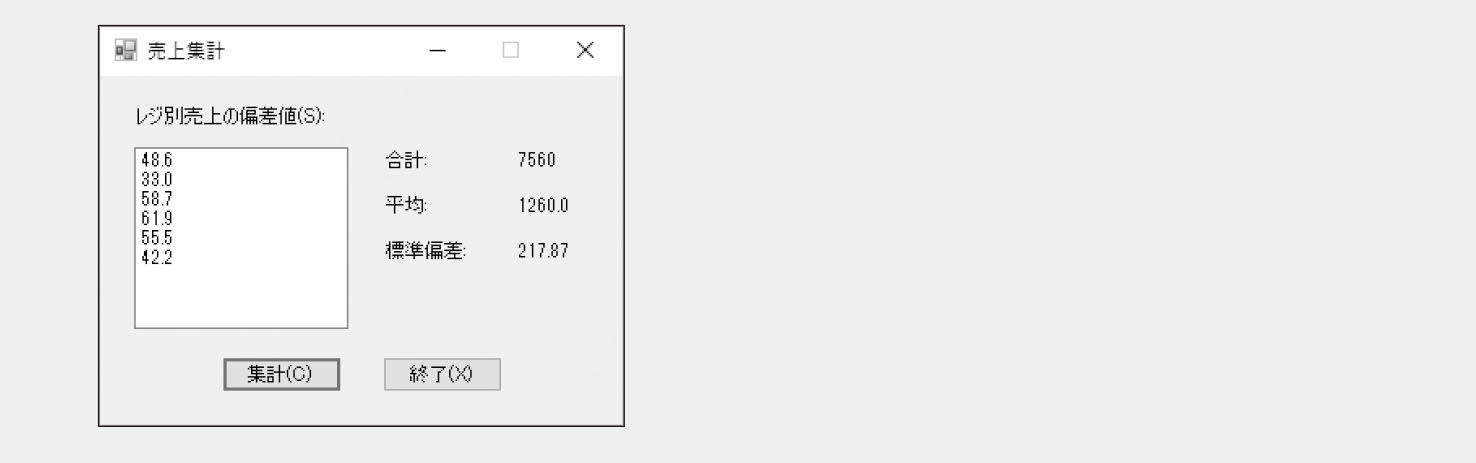 売上集計
レジ別売上の偏差値(S):
48.6
33.0
58.7
61.9
55.5
42.2
合計: 7560
平均: 1260.0
標準偏差: 217.87
集計(C) 終了(X)